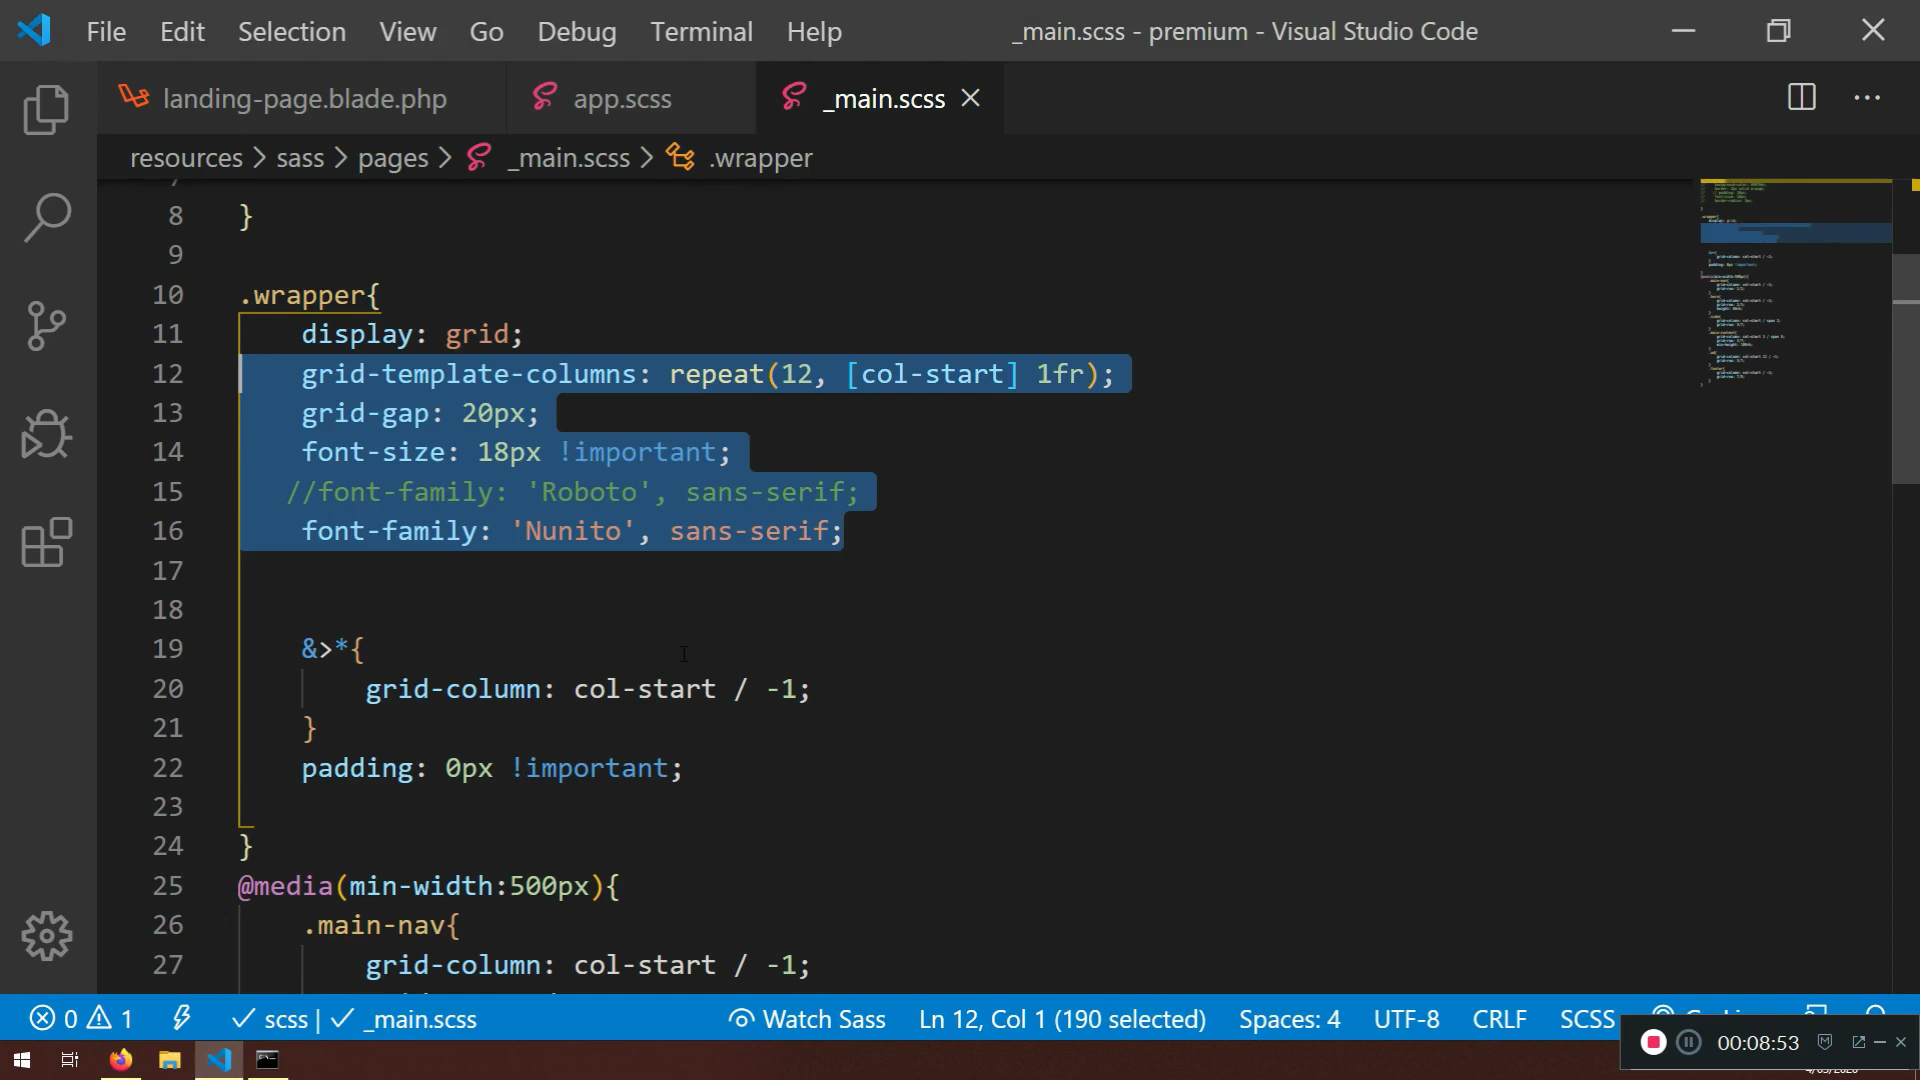 File Edit Selection View Go Debug Terminal Help
_main.scss - premium - Visual Studio Code
landing-page.blade.php
app.scss
_main.scss
resources > sass > pages > _main.scss > .wrapper
8 }
9
10 .wrapper{
11 display: grid;
12 grid-template-columns: repeat(12, [col-start] 1fr);
13 grid-gap: 20px;
14 font-size: 18px !important;
15 //font-family: 'Roboto', sans-serif;
16 font-family: 'Nunito', sans-serif;
17
18
19 &>*{
20 grid-column: col-start / -1;
21 }
22 padding: 0px !important;
23
24 }
25 @media(min-width:500px){
26 .main-nav{
27 grid-column: col-start / -1;
0 1 scss | _main.scss Watch Sass Ln 12, Col 1 (190 selected) Spaces: 4 UTF-8 CRLF SCSS
00:08:53